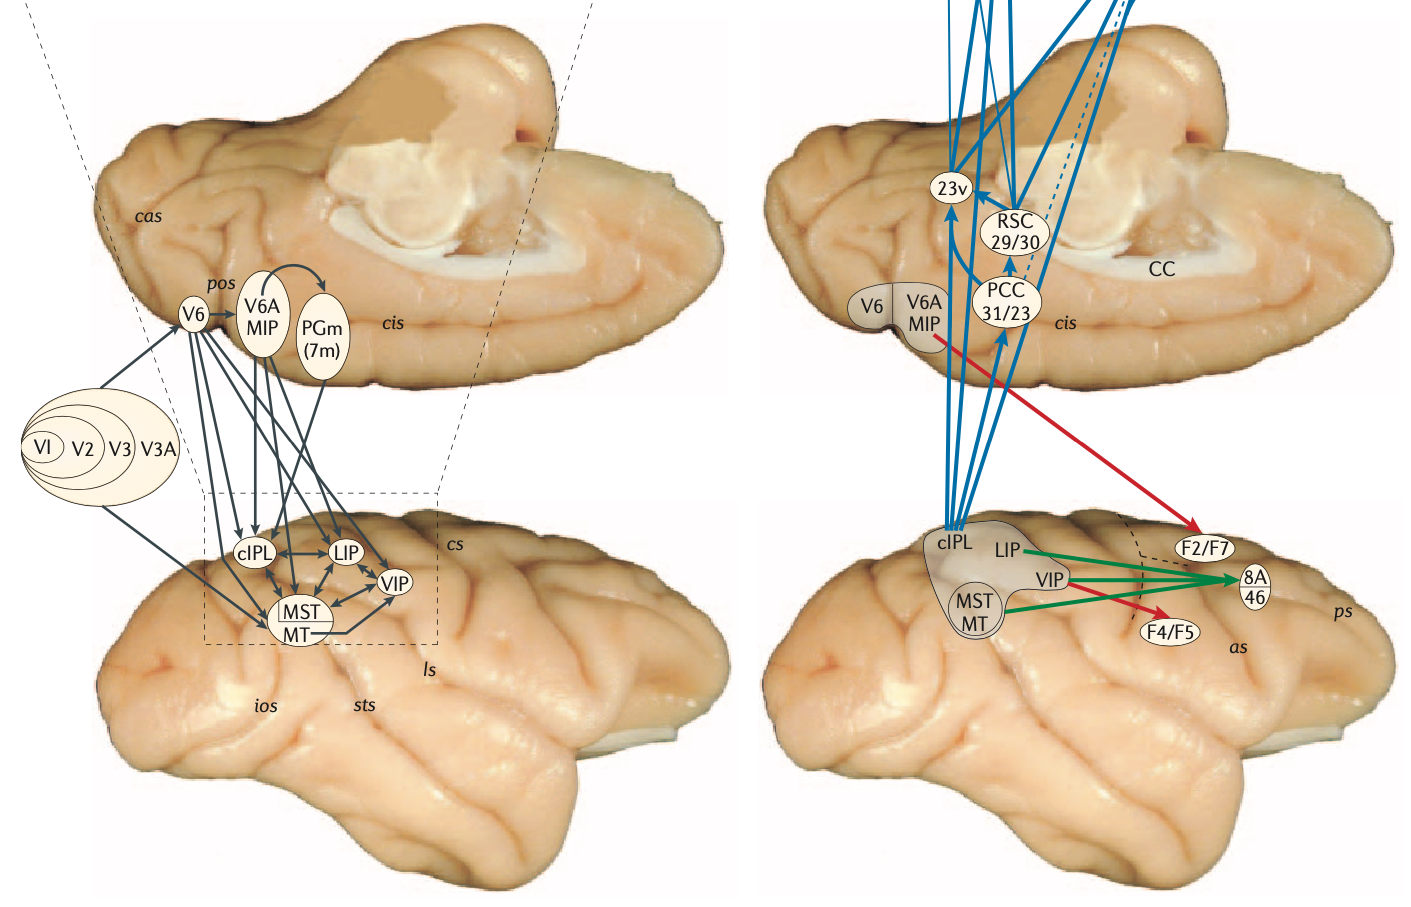 cas
pos
V6
V6A
MIP
PGm
(7m)
cis
VI
V2
V3
V3A
cIPL
LIP
VIP
MST
MT
cs
ls
ios
sts
23v
RSC
29/30
CC
PCC
31/23
V6
V6A
MIP
cis
cIPL
LIP
VIP
MST
MT
F2/F7
8A
46
F4/F5
ps
as